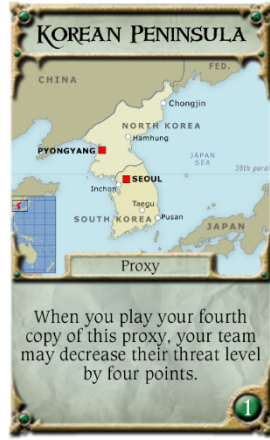 KOREAN PENINSULA
FED.
CHINA
Chongjin
NORTH KOREA
Hamhung
PYONGYANG
JAPAN
SEA
SEOUL
38th paral
Inchon
Taegu
SOUTH KOREA
Pusan
JAPAN
Proxy
When you play your fourth
copy of this proxy, your team
may decrease their threat level
by four points.
1